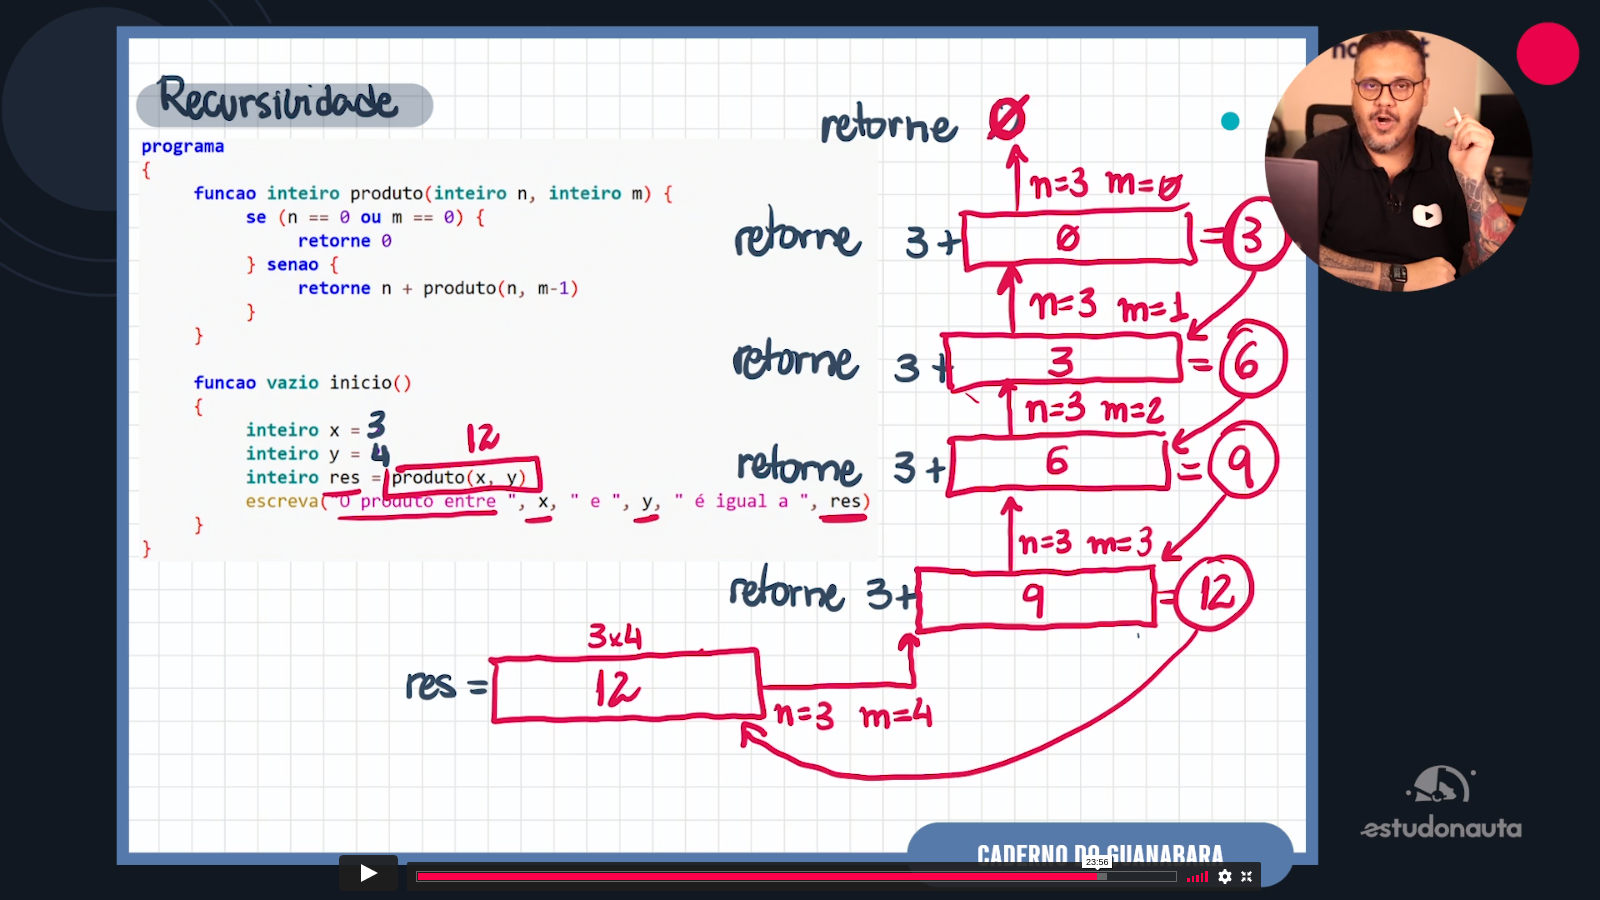 Recursividade
programa
{
funcao inteiro produto(inteiro n, inteiro m) {
se (n == 0 ou m == 0) {
retorne 0
} senao {
retorne n + produto(n, m-1)
}
}
funcao vazio inicio()
{
inteiro x = 3
inteiro y = 4
12
inteiro res = produto(x, y)
escreva("O produto entre ", x, " e ", y, " é igual a ", res)
}
}
retorne 0
n=3 m=0
retorne 3+ 0 = 3
n=3 m=1
retorne 3+ 3 = 6
n=3 m=2
retorne 3+ 6 = 9
n=3 m=3
retorne 3+ 9 = 12
3x4
res = 12
n=3 m=4
estudonauta
CADERNO DO GUANABARA
23:56